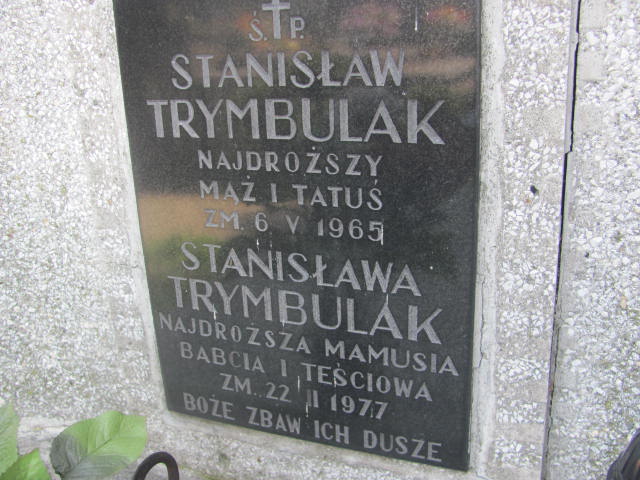 Ś.†P.
STANISŁAW
TRYMBULAK
NAJDROŻSZY
MĄŻ I TATUŚ
ZM. 6 V 1965
STANISŁAWA
TRYMBULAK
NAJDROŻSZA MAMUSIA
BABCIA I TEŚCIOWA
ZM. 22 II 1977
BOŻE ZBAW ICH DUSZE